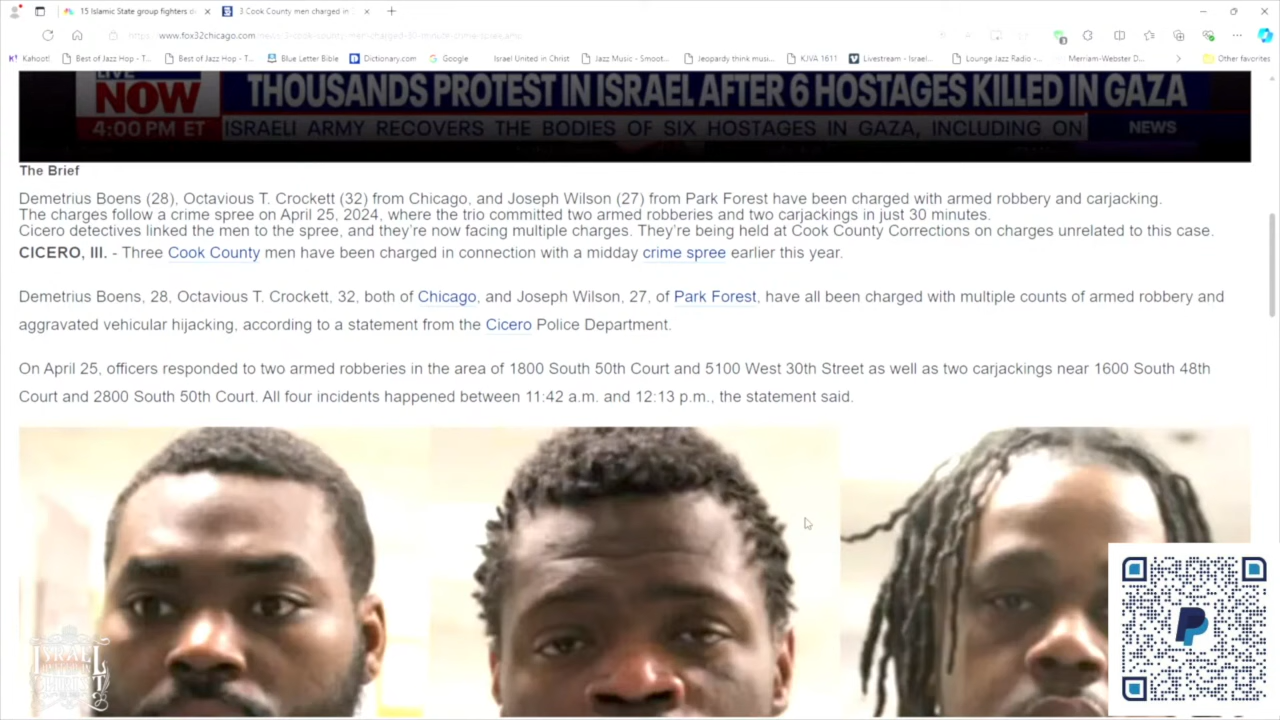 15 Islamic State group fighters d
3 Cook County men charged in
https://www.fox32chicago.com
Kahoot!
Best of Jazz Hop - T...
Best of Jazz Hop - T...
Blue Letter Bible
Dictionary.com
Google
Israel United in Christ
Jazz Music - Smoot...
Jeopardy think musi...
KJVA 1611
Livestream - Israel...
Lounge Jazz Radio -...
Merriam-Webster D...
Other favorites
LIVE
NOW
THOUSANDS PROTEST IN ISRAEL AFTER 6 HOSTAGES KILLED IN GAZA
4:00 PM ET
ISRAELI ARMY RECOVERS THE BODIES OF SIX HOSTAGES IN GAZA, INCLUDING ON
NEWS
The Brief
Demetrius Boens (28), Octavious T. Crockett (32) from Chicago, and Joseph Wilson (27) from Park Forest have been charged with armed robbery and carjacking.
The charges follow a crime spree on April 25, 2024, where the trio committed two armed robberies and two carjackings in just 30 minutes.
Cicero detectives linked the men to the spree, and they're now facing multiple charges. They're being held at Cook County Corrections on charges unrelated to this case.
CICERO, Ill. - Three Cook County men have been charged in connection with a midday crime spree earlier this year.
Demetrius Boens, 28, Octavious T. Crockett, 32, both of Chicago, and Joseph Wilson, 27, of Park Forest, have all been charged with multiple counts of armed robbery and
aggravated vehicular hijacking, according to a statement from the Cicero Police Department.
On April 25, officers responded to two armed robberies in the area of 1800 South 50th Court and 5100 West 30th Street as well as two carjackings near 1600 South 48th
Court and 2800 South 50th Court. All four incidents happened between 11:42 a.m. and 12:13 p.m., the statement said.
ISRAEL
UNITED IN
CHRIST